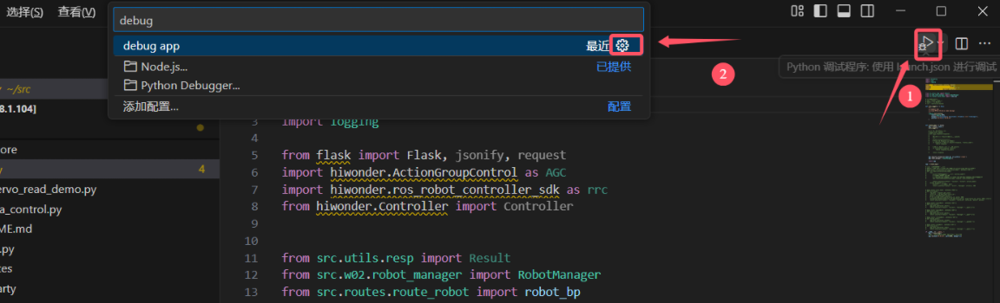 选择(S) 查看(V)
debug
debug app 最近
Node.js... 已提供
Python Debugger...
添加配置... 配置
2
Python 调试程序: 使用 launch.json 进行调试
1
~/src
8.1.104]
ore
4
ervo_read_demo.py
a_control.py
ME.md
.py
tes
arty
3 import logging
4
5 from flask import Flask, jsonify, request
6 import hiwonder.ActionGroupControl as AGC
7 import hiwonder.ros_robot_controller_sdk as rrc
8 from hiwonder.Controller import Controller
9
10
11 from src.utils.resp import Result
12 from src.w02.robot_manager import RobotManager
13 from src.routes.route_robot import robot_bp